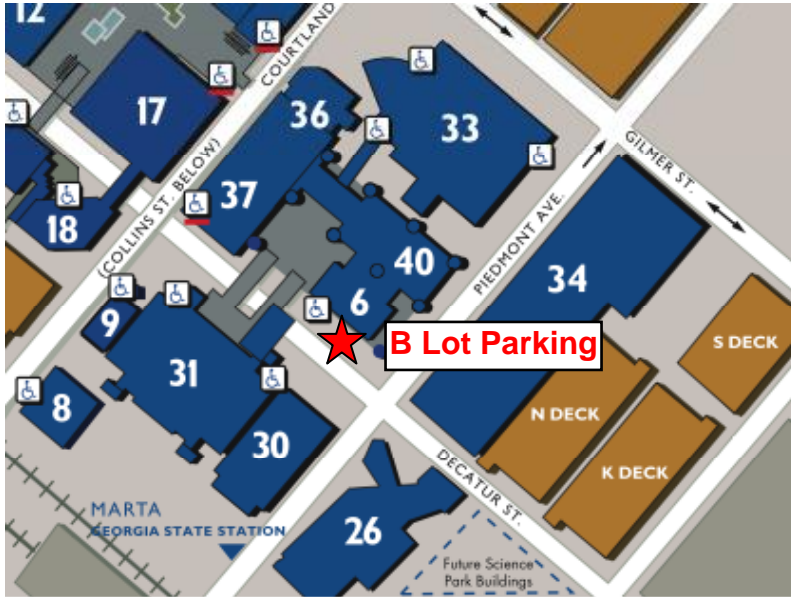 12
COURTLAND
17
36
33
GILMER ST.
37
(COLLINS ST. BELOW)
18
PIEDMONT AVE.
40
34
6
9
B Lot Parking
S DECK
31
8
N DECK
30
K DECK
DECATUR ST.
MARTA
GEORGIA STATE STATION
26
Future Science
Park Buildings